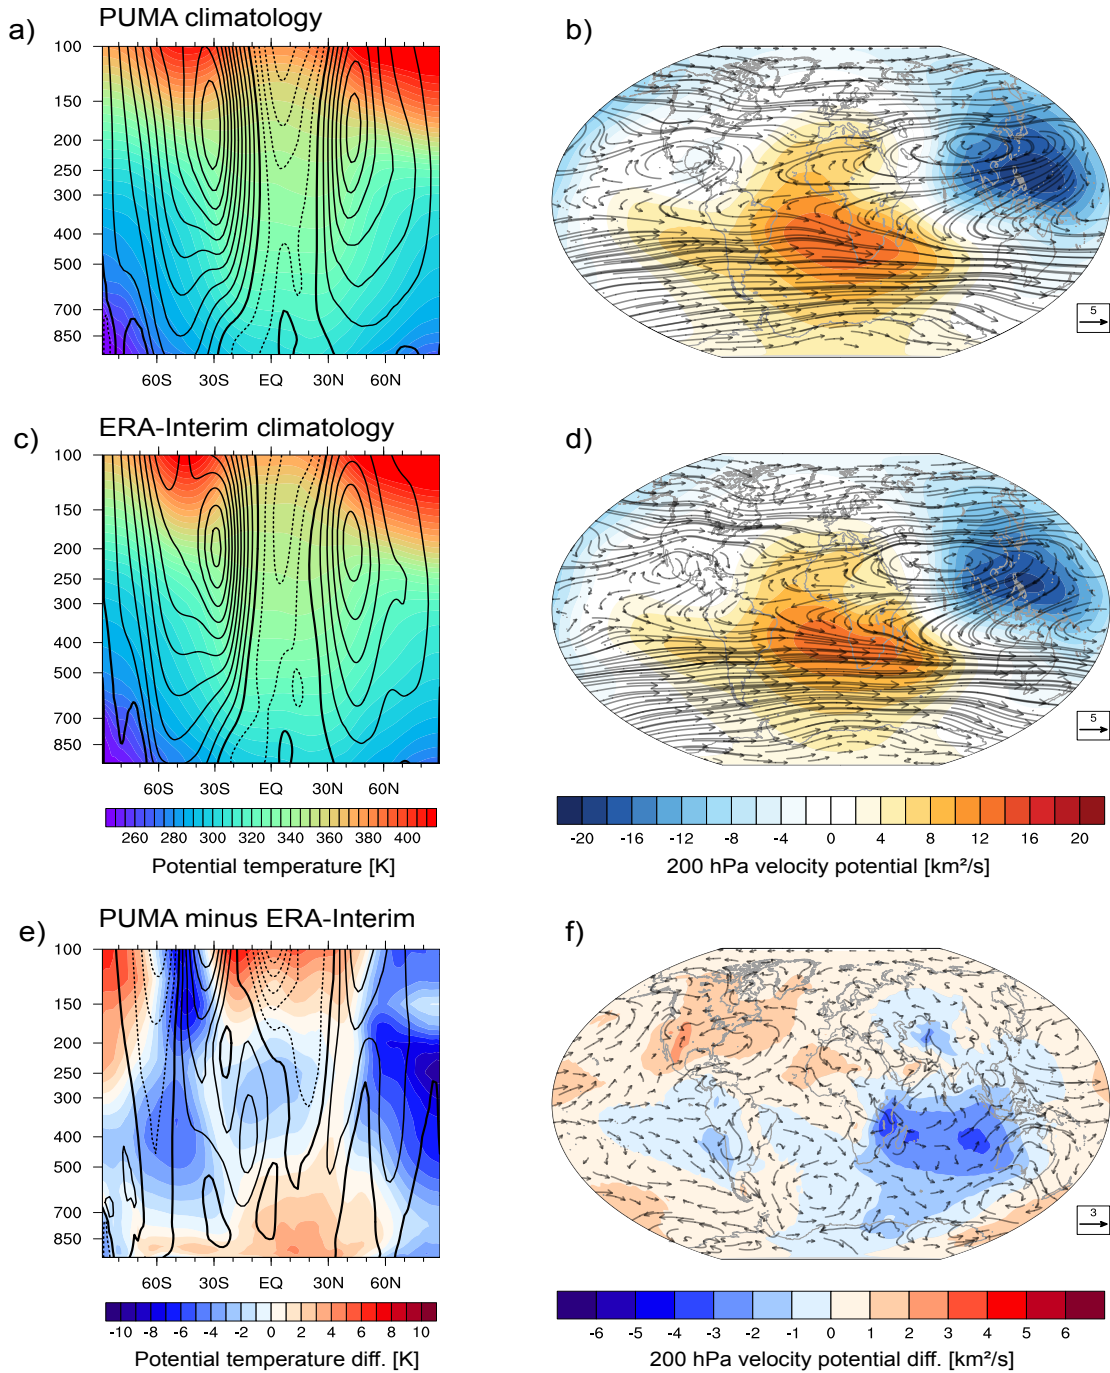 PUMA climatology
a)
100
150
200
250
300
400
500
700
850
60S 30S EQ 30N 60N
b)
5
ERA-Interim climatology
c)
100
150
200
250
300
400
500
700
850
60S 30S EQ 30N 60N
260 280 300 320 340 360 380 400
Potential temperature [K]
d)
5
-20 -16 -12 -8 -4 0 4 8 12 16 20
200 hPa velocity potential [km²/s]
PUMA minus ERA-Interim
e)
100
150
200
250
300
400
500
700
850
60S 30S EQ 30N 60N
-10 -8 -6 -4 -2 0 2 4 6 8 10
Potential temperature diff. [K]
f)
3
-6 -5 -4 -3 -2 -1 0 1 2 3 4 5 6
200 hPa velocity potential diff. [km²/s]